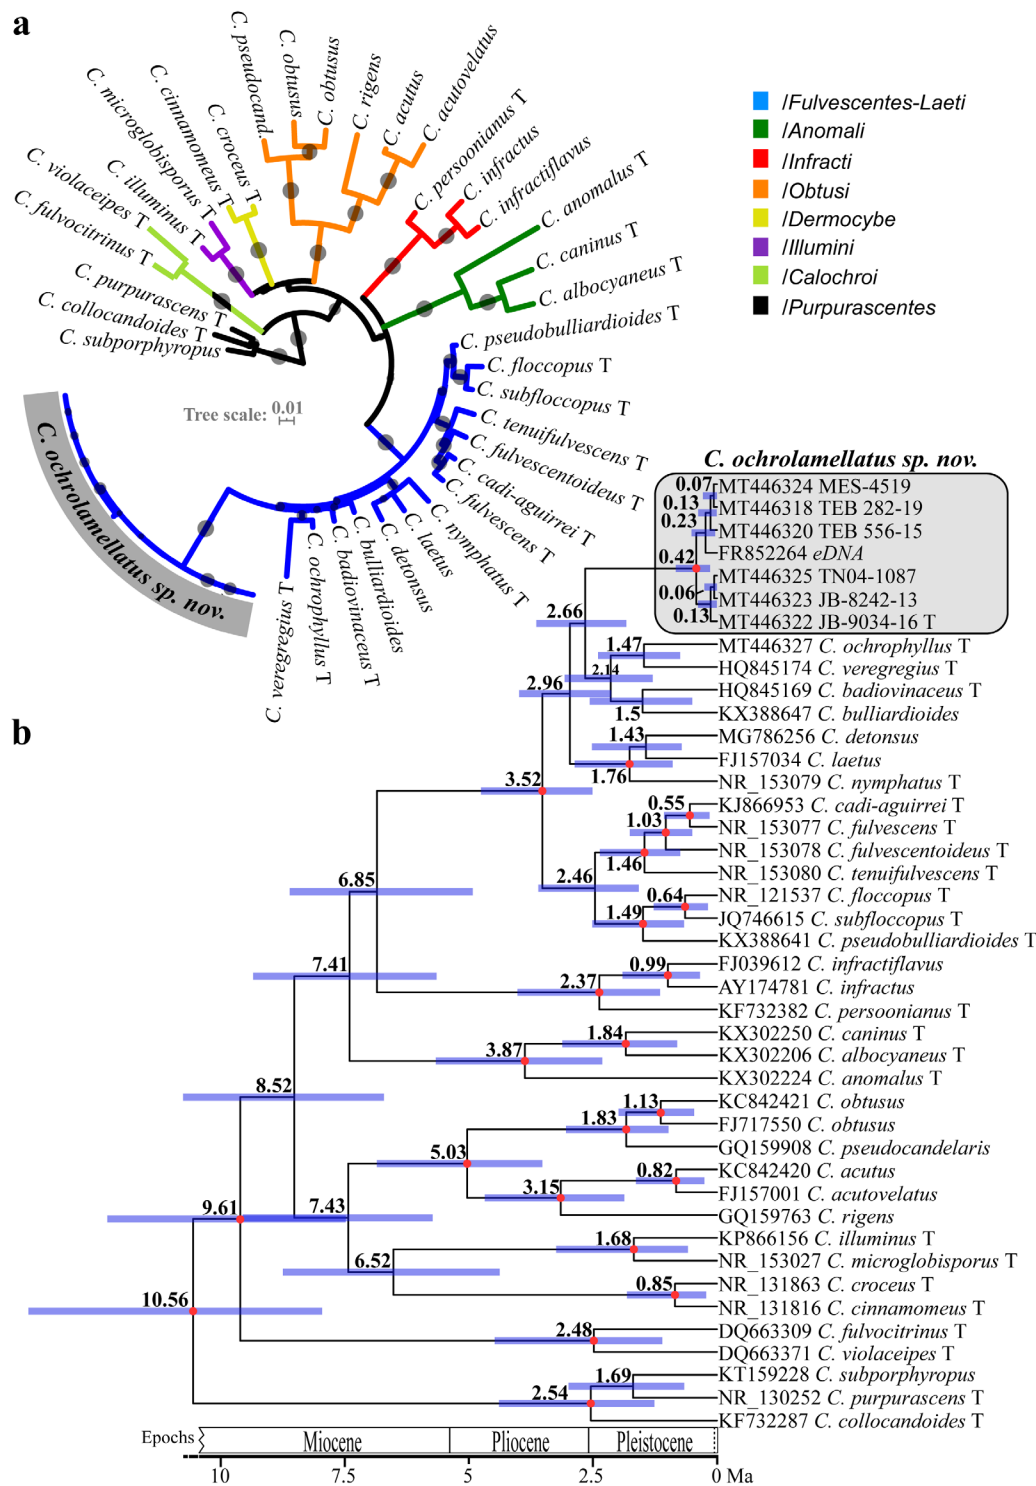 a
C. pseudocand.
C. obtusus
C. obtusus
C. rigens
C. acutus
C. acutovelatus
C. persoonianus T
C. infractus
C. infractiflavus
C. anomalus T
C. caninus T
C. albocyaneus T
C. cinnamomeus T
C. croceus T
C. microglobisporus T
C. illuminus T
C. violaceipes T
C. fulvocitrinus T
C. purpurascens T
C. collocandoides T
C. subporphyropus
/Fulvescentes-Laeti
/Anomali
/Infracti
/Obtusi
/Dermocybe
/Illumini
/Calochroi
/Purpurascentes
C. pseudobulliardioides T
C. floccopus T
C. subfloccopus T
C. tenuifulvescens T
C. fulvescentoideus T
C. cadi-aguirrei T
C. fulvescens T
C. nymphatus T
C. laetus
C. detonsus
C. bulliardioides
C. badiovinaceus T
C. ochrophyllus T
C. veregregius T
Tree scale: 0.01
C. ochrolamellatus sp. nov.
b
C. ochrolamellatus sp. nov.
0.07
MT446324 MES-4519
0.13
MT446318 TEB 282-19
0.23
MT446320 TEB 556-15
FR852264 eDNA
0.42
MT446325 TN04-1087
0.06
MT446323 JB-8242-13
0.13
MT446322 JB-9034-16 T
2.66
1.47
MT446327 C. ochrophyllus T
2.14
HQ845174 C. veregregius T
2.96
HQ845169 C. badiovinaceus T
1.5
KX388647 C. bulliardioides
1.43
MG786256 C. detonsus
FJ157034 C. laetus
1.76
NR_153079 C. nymphatus T
3.52
0.55
KJ866953 C. cadi-aguirrei T
1.03
NR_153077 C. fulvescens T
NR_153078 C. fulvescentoideus T
1.46
NR_153080 C. tenuifulvescens T
2.46
0.64
NR_121537 C. floccopus T
1.49
JQ746615 C. subfloccopus T
KX388641 C. pseudobulliardioides T
6.85
0.99
FJ039612 C. infractiflavus
2.37
AY174781 C. infractus
KF732382 C. persoonianus T
7.41
1.84
KX302250 C. caninus T
3.87
KX302206 C. albocyaneus T
KX302224 C. anomalus T
8.52
1.13
KC842421 C. obtusus
1.83
FJ717550 C. obtusus
GQ159908 C. pseudocandelaris
5.03
0.82
KC842420 C. acutus
3.15
FJ157001 C. acutovelatus
GQ159763 C. rigens
9.61
7.43
1.68
KP866156 C. illuminus T
6.52
NR_153027 C. microglobisporus T
0.85
NR_131863 C. croceus T
10.56
NR_131816 C. cinnamomeus T
2.48
DQ663309 C. fulvocitrinus T
DQ663371 C. violaceipes T
1.69
KT159228 C. subporphyropus
2.54
NR_130252 C. purpurascens T
KF732287 C. collocandoides T
Epochs
Miocene
Pliocene
Pleistocene
10
7.5
5
2.5
0 Ma